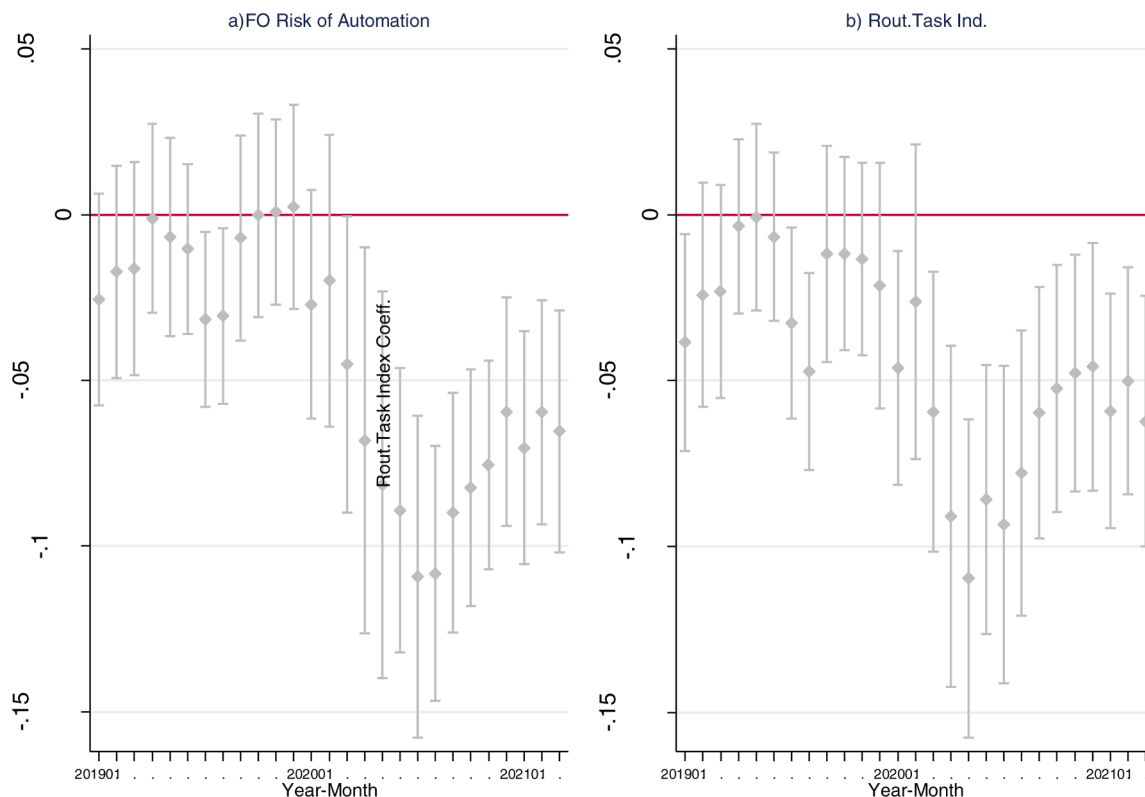 a)FO Risk of Automation
.05
0
-.05
-.1
-.15
Rout.Task Index Coeff.
201901 . . . . . . . . . . . 202001 . . . . . . . . . . . 202101 . .
Year-Month
b) Rout.Task Ind.
.05
0
-.05
-.1
-.15
201901 . . . . . . . . . . . 202001 . . . . . . . . . . . 202101 . .
Year-Month